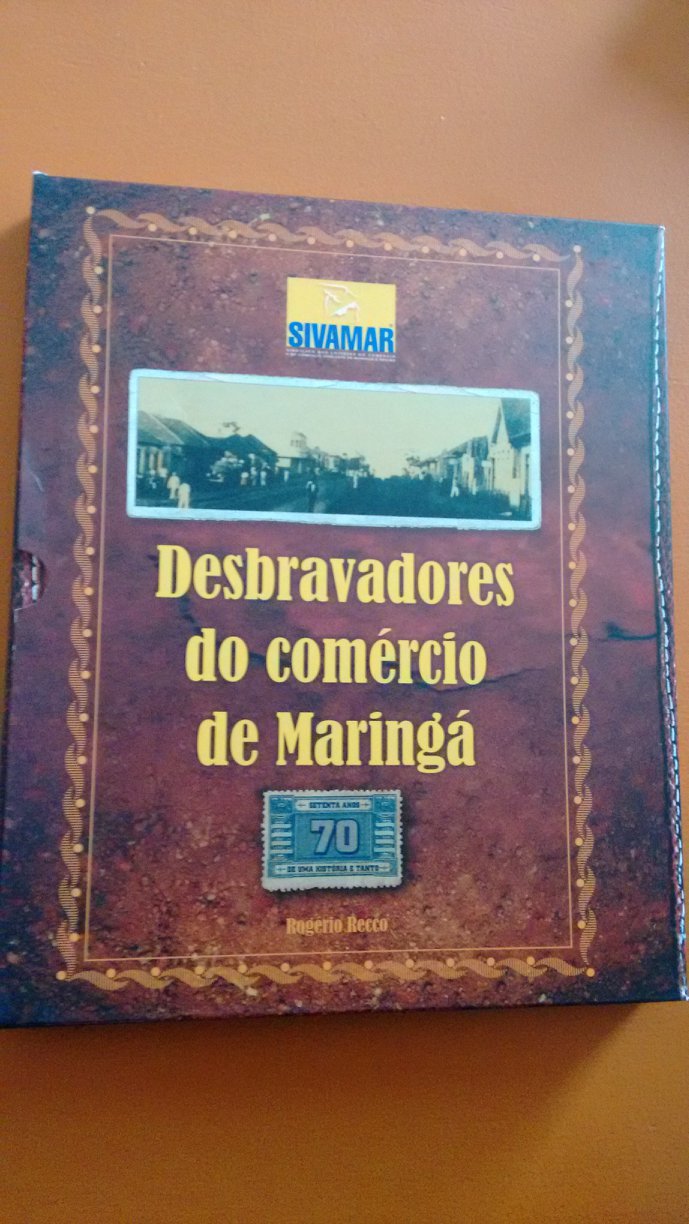 SIVAMAR
Desbravadores
do comércio
de Maringá
SETENTA ANOS
70
DE UMA HISTÓRIA E TANTO
Rogério Recco